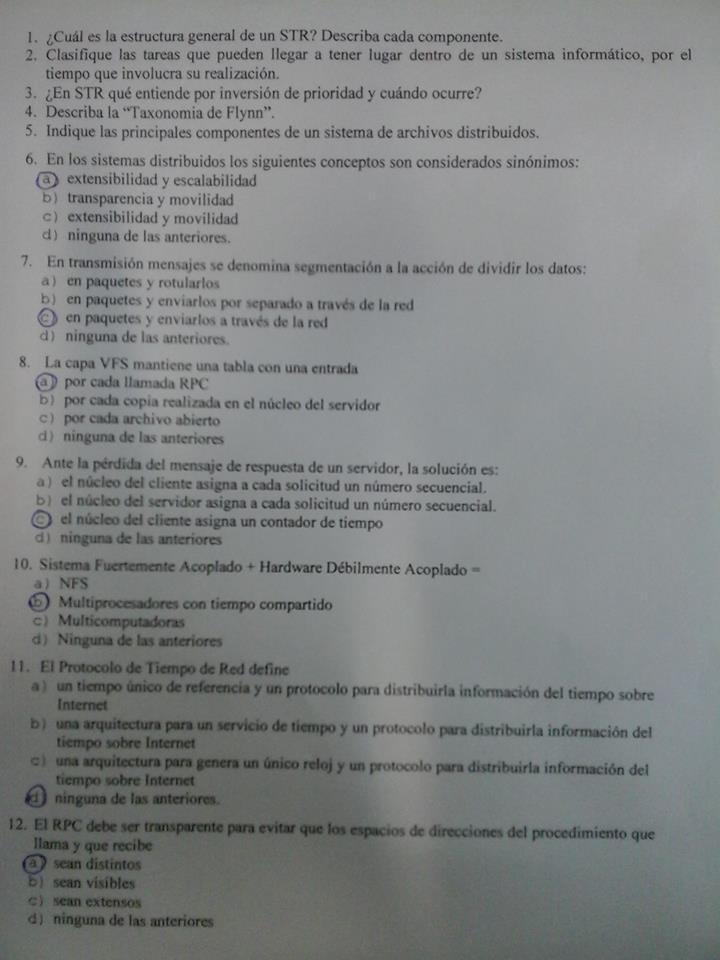 1. ¿Cuál es la estructura general de un STR? Describa cada componente.
2. Clasifique las tareas que pueden llegar a tener lugar dentro de un sistema informático, por el
tiempo que involucra su realización.
3. ¿En STR qué entiende por inversión de prioridad y cuándo ocurre?
4. Describa la “Taxonomia de Flynn”.
5. Indique las principales componentes de un sistema de archivos distribuidos.
6. En los sistemas distribuidos los siguientes conceptos son considerados sinónimos:
a) extensibilidad y escalabilidad
b) transparencia y movilidad
c) extensibilidad y movilidad
d) ninguna de las anteriores.
7. En transmisión mensajes se denomina segmentación a la acción de dividir los datos:
a) en paquetes y rotularlos
b) en paquetes y enviarlos por separado a través de la red
c) en paquetes y enviarlos a través de la red
d) ninguna de las anteriores.
8. La capa VFS mantiene una tabla con una entrada
a) por cada llamada RPC
b) por cada copia realizada en el núcleo del servidor
c) por cada archivo abierto
d) ninguna de las anteriores
9. Ante la pérdida del mensaje de respuesta de un servidor, la solución es:
a) el núcleo del cliente asigna a cada solicitud un número secuencial.
b) el núcleo del servidor asigna a cada solicitud un número secuencial.
c) el núcleo del cliente asigna un contador de tiempo
d) ninguna de las anteriores
10. Sistema Fuertemente Acoplado + Hardware Débilmente Acoplado =
a) NFS
b) Multiprocesadores con tiempo compartido
c) Multicomputadoras
d) Ninguna de las anteriores
11. El Protocolo de Tiempo de Red define
a) un tiempo único de referencia y un protocolo para distribuirla información del tiempo sobre
Internet
b) una arquitectura para un servicio de tiempo y un protocolo para distribuirla información del
tiempo sobre Internet
c) una arquitectura para genera un único reloj y un protocolo para distribuirla información del
tiempo sobre Internet
d) ninguna de las anteriores.
12. El RPC debe ser transparente para evitar que los espacios de direcciones del procedimiento que
llama y que recibe
a) sean distintos
b) sean visibles
c) sean extensos
d) ninguna de las anteriores